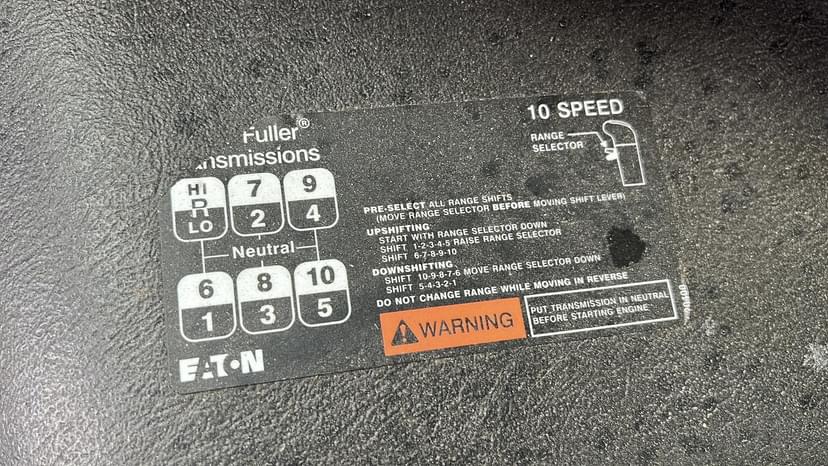 Fuller®
ansmissions
10 SPEED
RANGE
SELECTOR
HI 7 9
R
LO 2 4
Neutral
6 8 10
1 3 5
EATON
PRE-SELECT ALL RANGE SHIFTS
(MOVE RANGE SELECTOR BEFORE MOVING SHIFT LEVER)
UPSHIFTING
START WITH RANGE SELECTOR DOWN
SHIFT 1-2-3-4-5 RAISE RANGE SELECTOR
SHIFT 6-7-8-9-10
DOWNSHIFTING
SHIFT 10-9-8-7-6 MOVE RANGE SELECTOR DOWN
SHIFT 5-4-3-2-1
DO NOT CHANGE RANGE WHILE MOVING IN REVERSE
WARNING
PUT TRANSMISSION IN NEUTRAL
BEFORE STARTING ENGINE